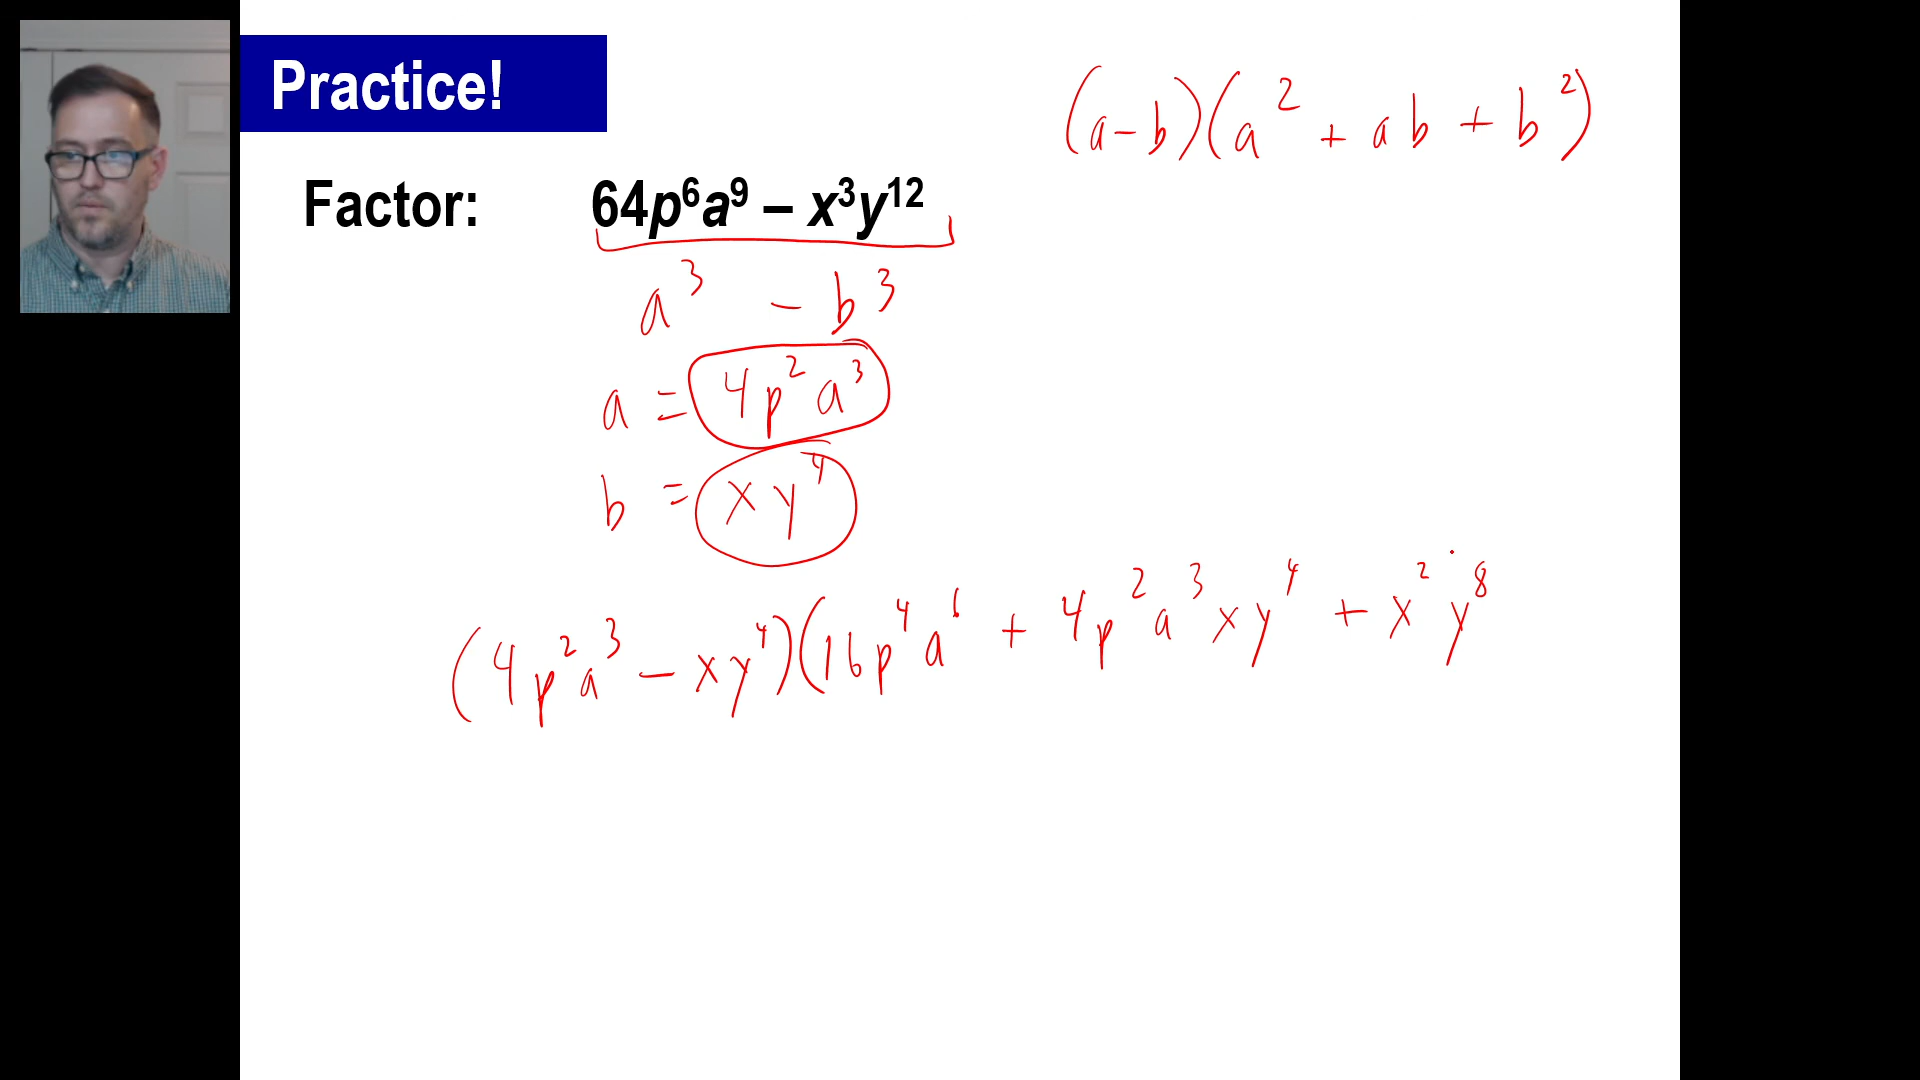 Practice!
(a-b)(a² + ab + b²)
Factor: 64p⁶a⁹ – x³y¹²
a³ - b³
a = 4p²a³
b = xy⁴
(4p²a³ - xy⁴)(16p⁴a⁶ + 4p²a³xy⁴ + x²y⁸